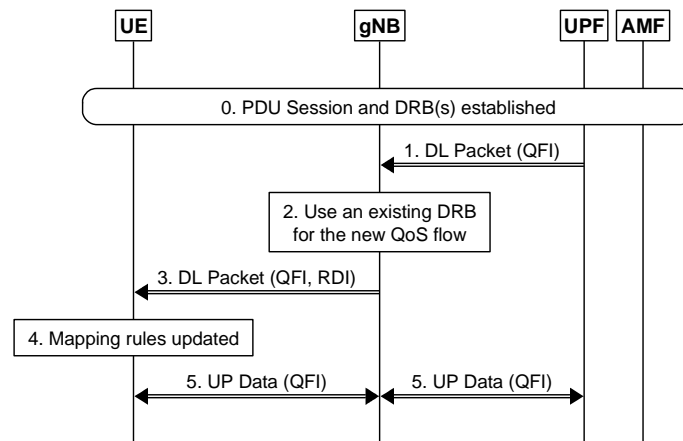 UE
gNB
UPF
AMF
0. PDU Session and DRB(s) established
1. DL Packet (QFI)
2. Use an existing DRB
for the new QoS flow
3. DL Packet (QFI, RDI)
4. Mapping rules updated
5. UP Data (QFI)
5. UP Data (QFI)